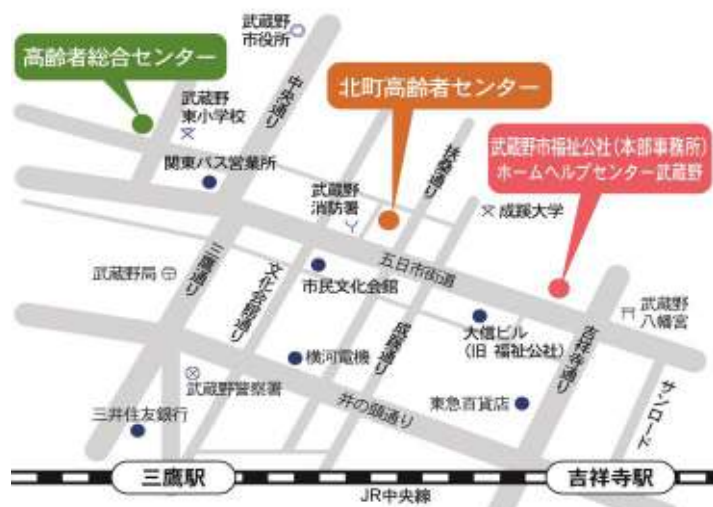 武蔵野
市役所
高齢者総合センター
中央通り
北町高齢者センター
武蔵野
東小学校
扶桑通り
武蔵野市福祉公社(本部事務所)
ホームヘルプセンター武蔵野
関東バス営業所
武蔵野
消防署
成蹊大学
三鷹通り
五日市街道
武蔵野局
文化会館通り
市民文化会館
成蹊通り
大信ビル
(旧 福祉公社)
吉祥寺通り
武蔵野
八幡宮
横河電機
武蔵野警察署
井の頭通り
東急百貨店
サンロード
三井住友銀行
三鷹駅
吉祥寺駅
JR中央線